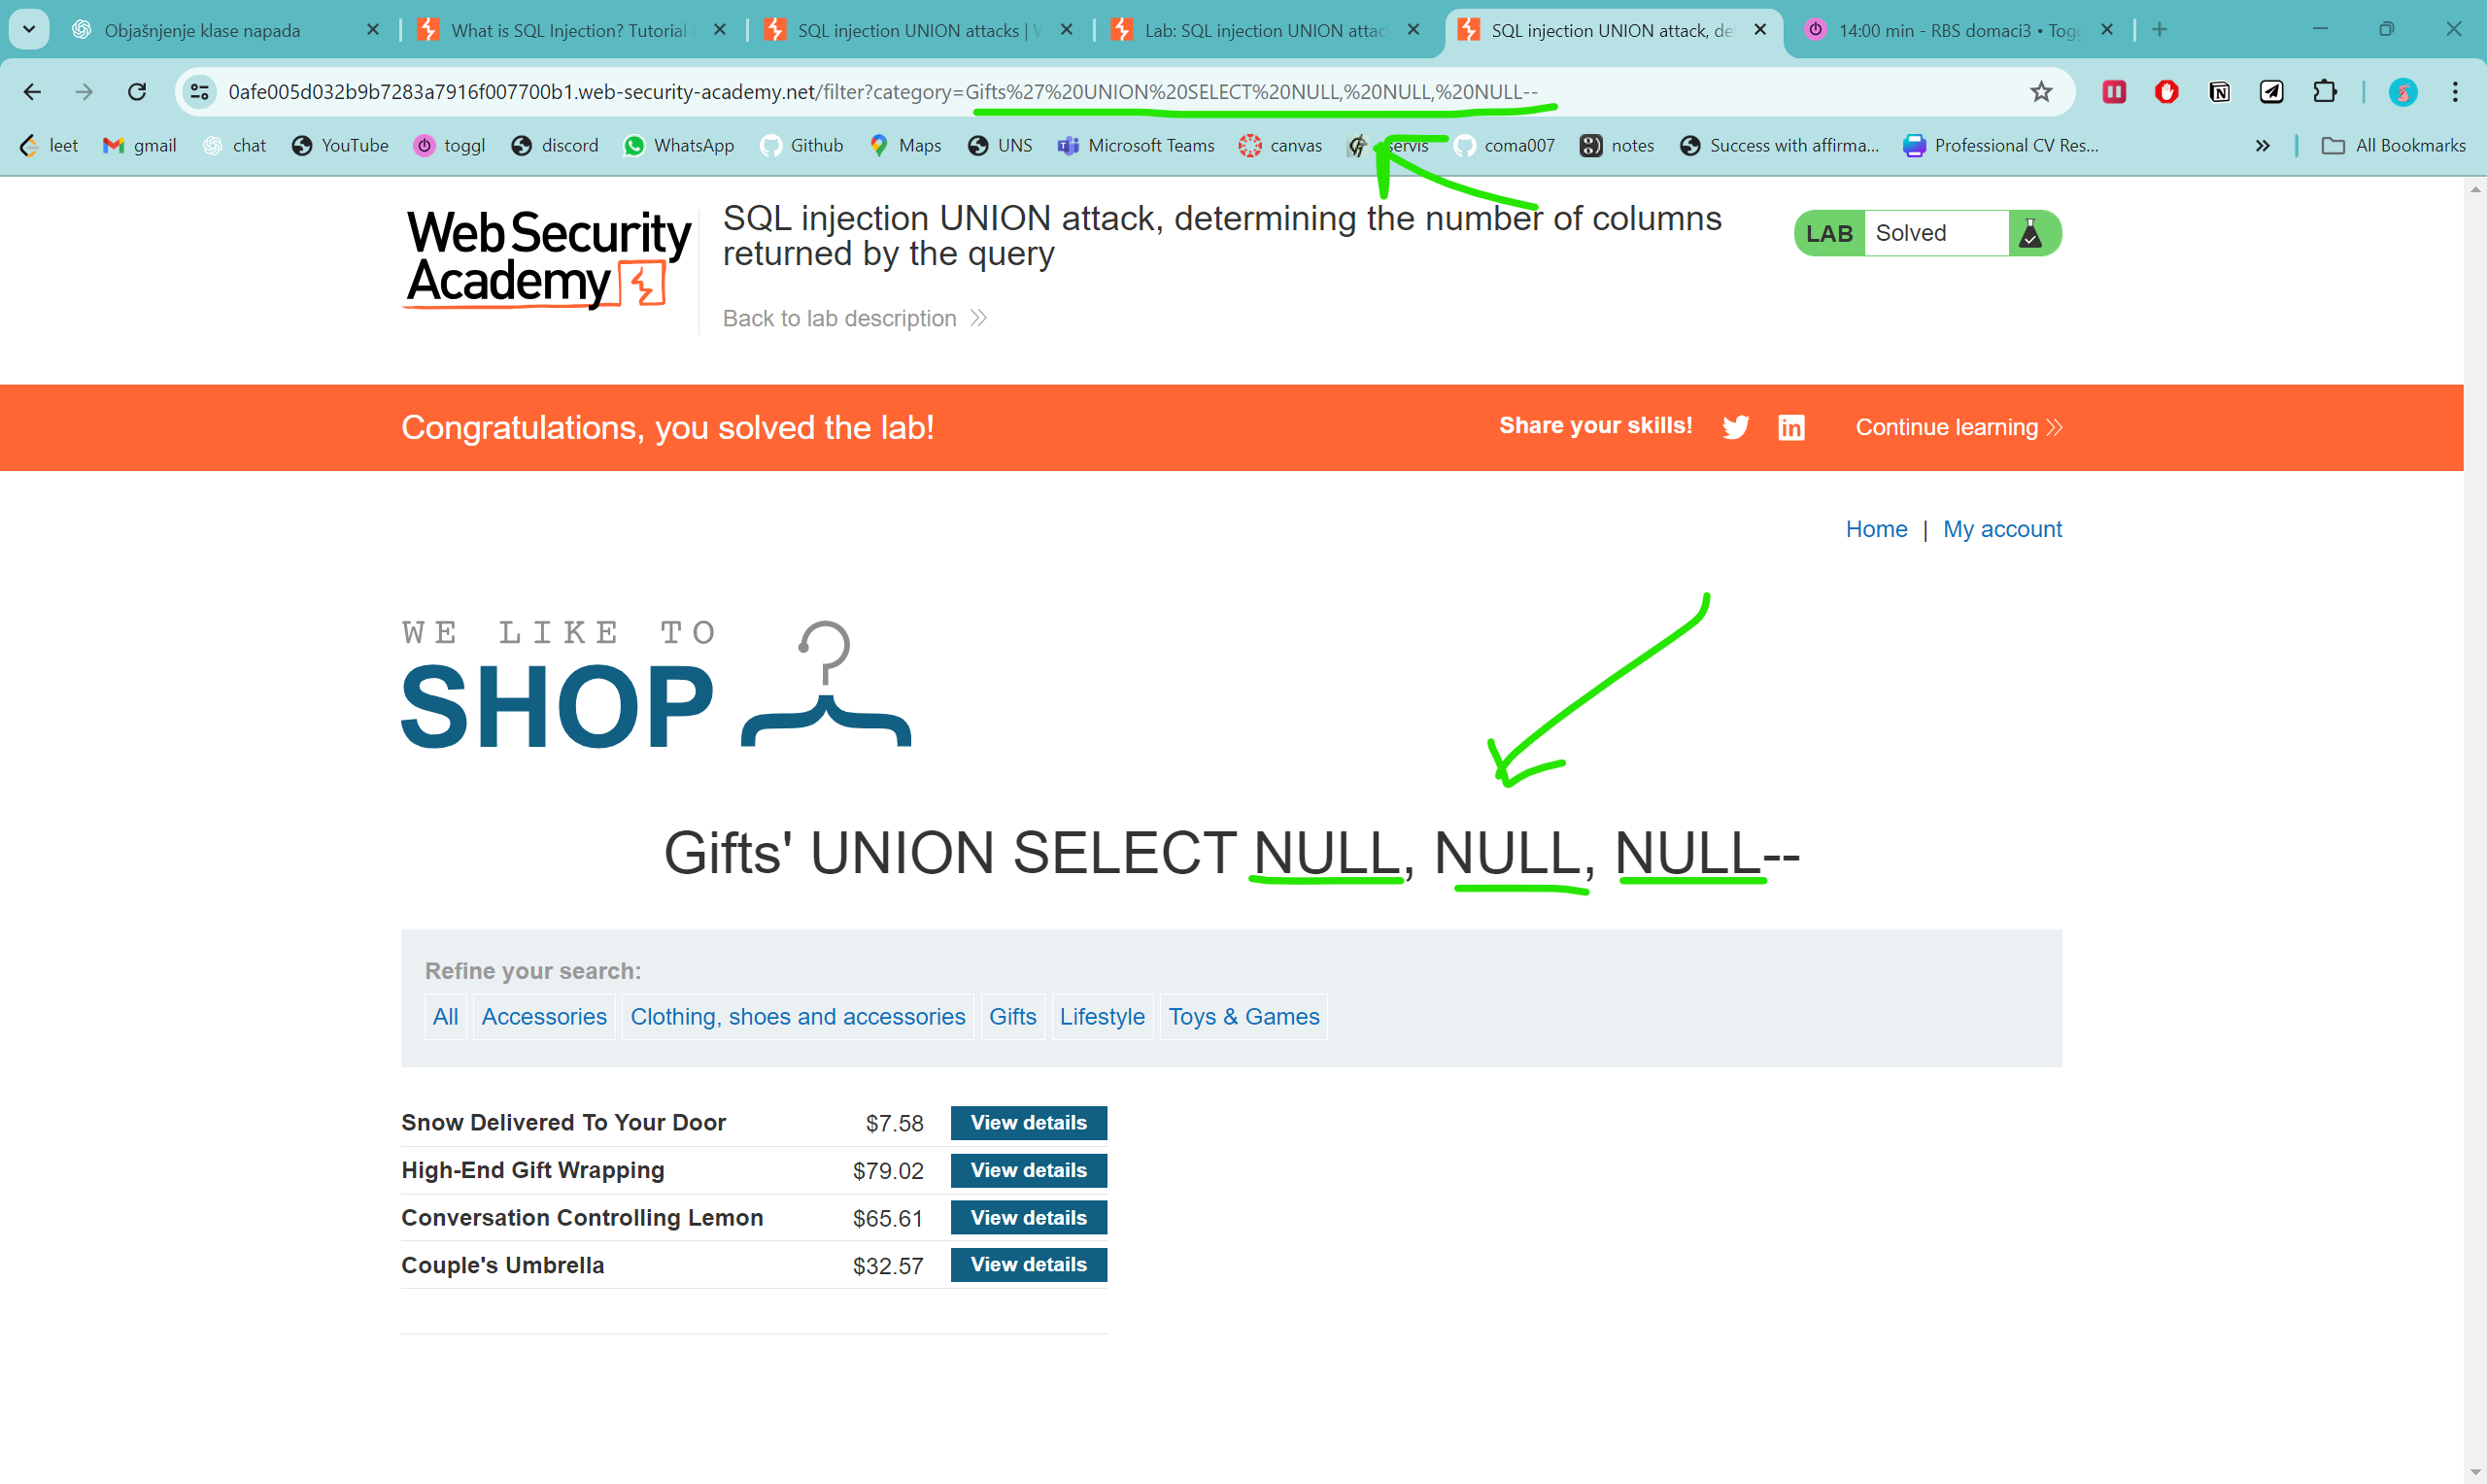 Objašnjenje klase napada
What is SQL Injection? Tutorial
SQL injection UNION attacks | W
Lab: SQL injection UNION attac
SQL injection UNION attack, de
14:00 min - RBS domaci3 • Togg
0afe005d032b9b7283a7916f007700b1.web-security-academy.net/filter?category=Gifts%27%20UNION%20SELECT%20NULL,%20NULL,%20NULL--
leet gmail chat YouTube toggl discord WhatsApp Github Maps UNS Microsoft Teams canvas servis coma007 notes Success with affirma... Professional CV Res... » All Bookmarks
Web Security
Academy
SQL injection UNION attack, determining the number of columns
returned by the query
Back to lab description
LAB Solved
Congratulations, you solved the lab!
Share your skills!
Continue learning
Home | My account
WE LIKE TO
SHOP
Gifts' UNION SELECT NULL, NULL, NULL--
Refine your search:
All Accessories Clothing, shoes and accessories Gifts Lifestyle Toys & Games
Snow Delivered To Your Door $7.58 View details
High-End Gift Wrapping $79.02 View details
Conversation Controlling Lemon $65.61 View details
Couple's Umbrella $32.57 View details